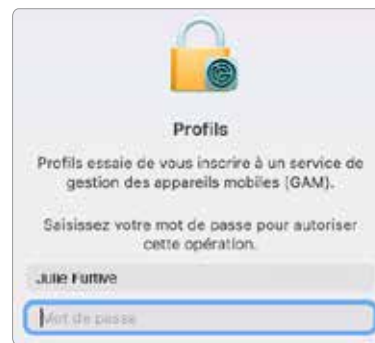 Profils
Profils essaie de vous inscrire à un service de
gestion des appareils mobiles (GAM).
Saisissez votre mot de passe pour autoriser
cette opération.
Julie Furtive
Mot de passe